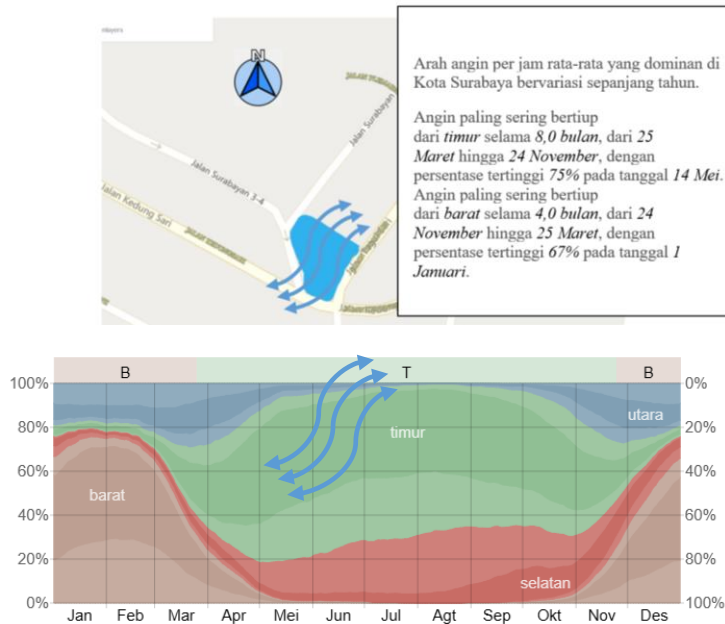 N
Jalan Surabayan
Jalan Surabayan 3-4
Jalan Kedung Sari
Arah angin per jam rata-rata yang dominan di
Kota Surabaya bervariasi sepanjang tahun.
Angin paling sering bertiup
dari timur selama 8,0 bulan, dari 25
Maret hingga 24 November, dengan
persentase tertinggi 75% pada tanggal 14 Mei.
Angin paling sering bertiup
dari barat selama 4,0 bulan, dari 24
November hingga 25 Maret, dengan
persentase tertinggi 67% pada tanggal 1
Januari.
B T B
100% 0%
80% utara 20%
timur
60% 40%
barat
40% 60%
20% 80%
selatan
0% 100%
Jan Feb Mar Apr Mei Jun Jul Agt Sep Okt Nov Des